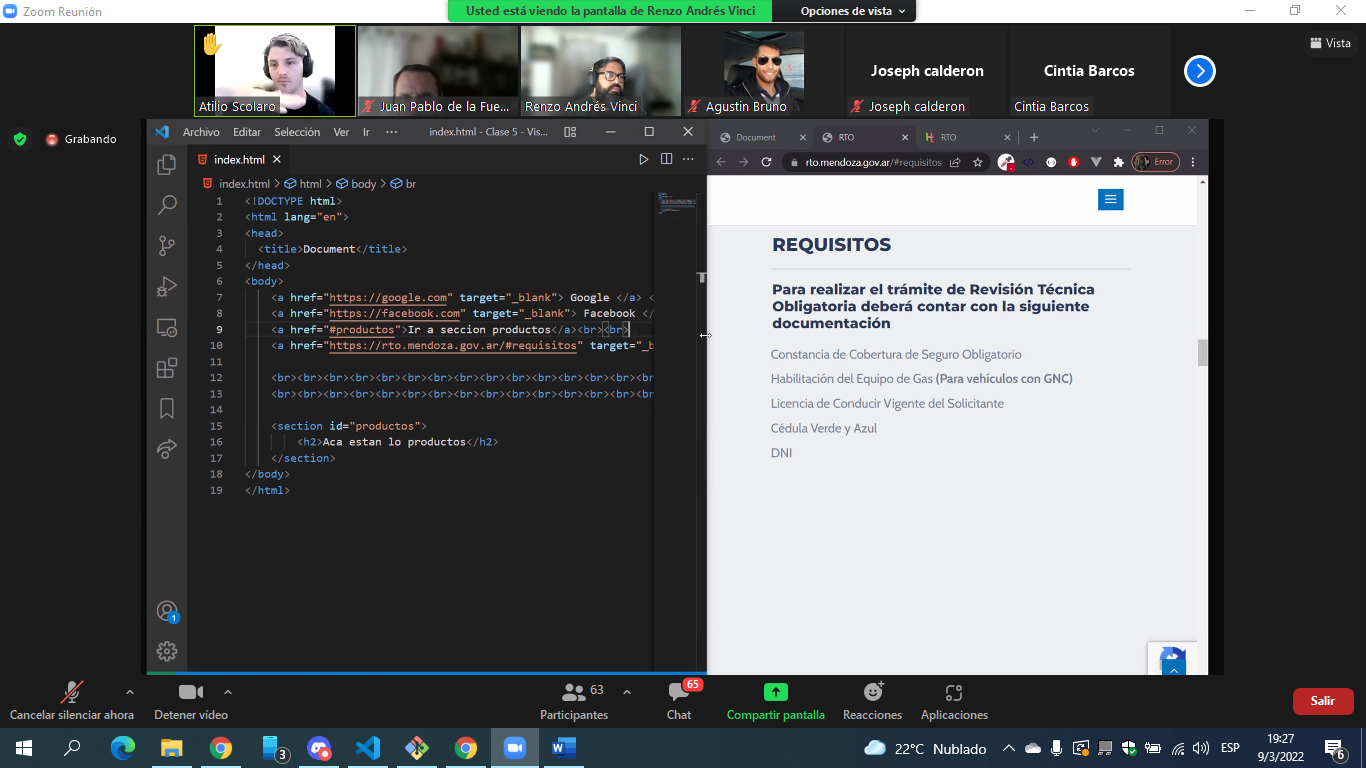 Zoom Reunión
Usted está viendo la pantalla de Renzo Andrés Vinci
Opciones de vista
Atilio Scolaro
Juan Pablo de la Fue...
Renzo Andrés Vinci
Agustin Bruno
Joseph calderon
Joseph calderon
Cintia Barcos
Cintia Barcos
Vista
Grabando
Archivo Editar Selección Ver Ir ··· index.html - Clase 5 - Vis...
index.html
index.html > html > body > br
1 <!DOCTYPE html>
2 <html lang="en">
3 <head>
4 <title>Document</title>
5 </head>
6 <body>
7 <a href="https://google.com" target="_blank"> Google </a> <
8 <a href="https://facebook.com" target="_blank"> Facebook </
9 <a href="#productos">Ir a seccion productos</a><br><br>
10 <a href="https://rto.mendoza.gov.ar/#requisitos" target="_b
11
12 <br><br><br><br><br><br><br><br><br><br><br><br><br><br><br
13 <br><br><br><br><br><br><br><br><br><br><br><br><br><br><br
14
15 <section id="productos">
16 <h2>Aca estan lo productos</h2>
17 </section>
18 </body>
19 </html>
1
Document
RTO
RTO
rto.mendoza.gov.ar/#requisitos
Error
REQUISITOS
Para realizar el trámite de Revisión Técnica
Obligatoria deberá contar con la siguiente
documentación
Constancia de Cobertura de Seguro Obligatorio
Habilitación del Equipo de Gas (Para vehículos con GNC)
Licencia de Conducir Vigente del Solicitante
Cédula Verde y Azul
DNI
Cancelar silenciar ahora
Detener vídeo
63
Participantes
65
Chat
Compartir pantalla
Reacciones
Aplicaciones
Salir
3
22°C Nublado
ESP
19:27
9/3/2022
6